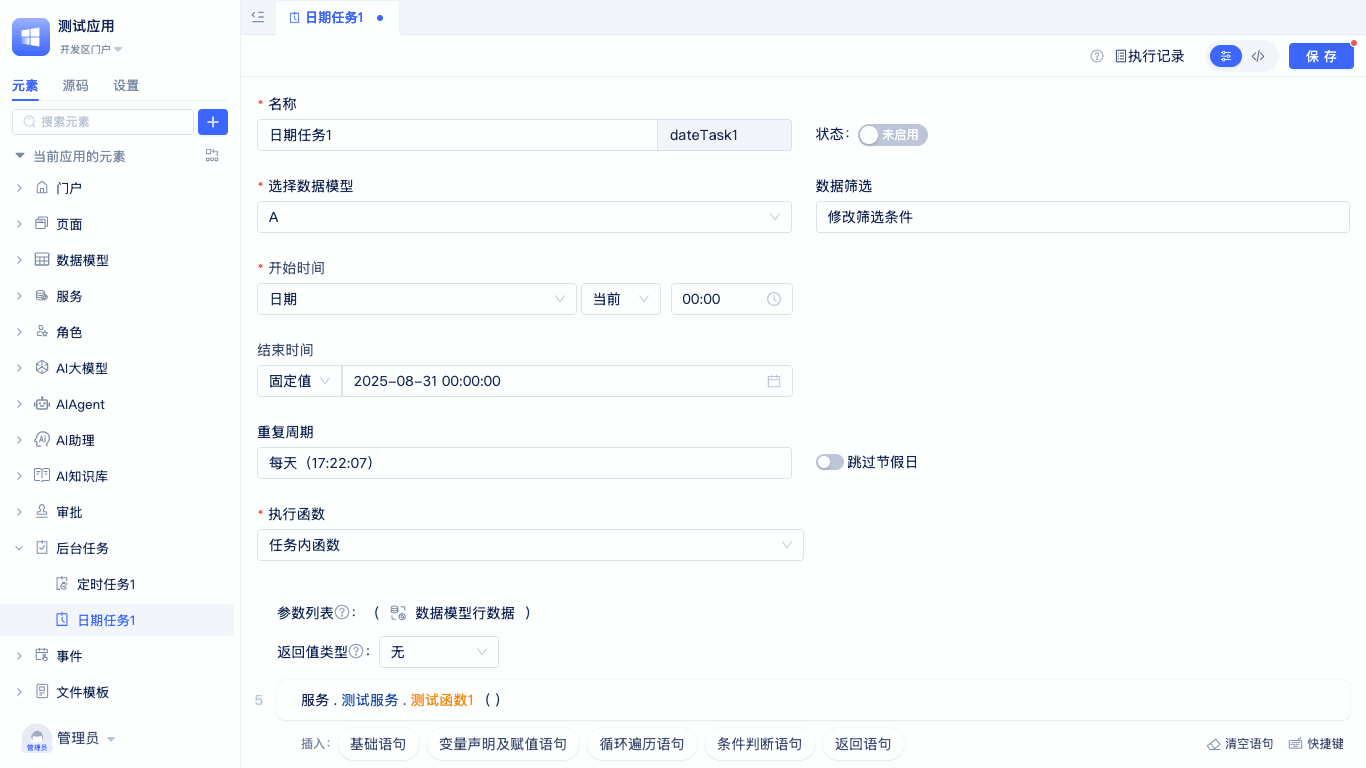 测试应用
开发区门户
元素 源码 设置
搜索元素
当前应用的元素
门户
页面
数据模型
服务
角色
AI大模型
AIAgent
AI助理
AI知识库
审批
后台任务
定时任务1
日期任务1
事件
文件模板
管理员
管理员
日期任务1
执行记录
保 存
* 名称
日期任务1 dateTask1
状态: 未启用
* 选择数据模型
A
数据筛选
修改筛选条件
* 开始时间
日期 当前 00:00
结束时间
固定值 2025-08-31 00:00:00
重复周期
每天（17:22:07）
跳过节假日
* 执行函数
任务内函数
参数列表 : ( 数据模型行数据 )
返回值类型 : 无
5 服务 . 测试服务 . 测试函数1 ( )
插入: 基础语句 变量声明及赋值语句 循环遍历语句 条件判断语句 返回语句
清空语句 快捷键